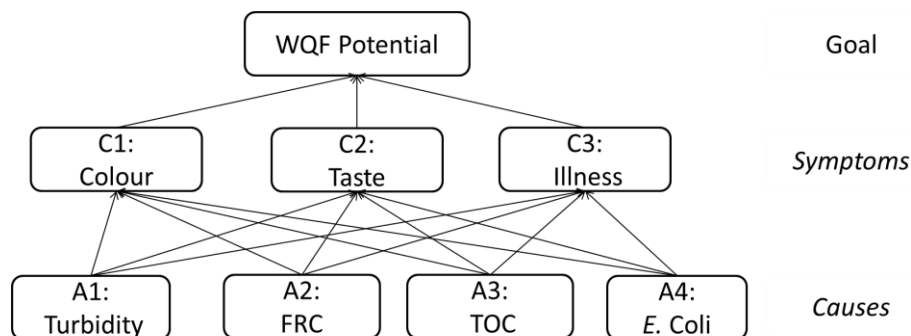 WQF Potential
Goal
C1:
Colour
C2:
Taste
C3:
Illness
Symptoms
A1:
Turbidity
A2:
FRC
A3:
TOC
A4:
E. Coli
Causes